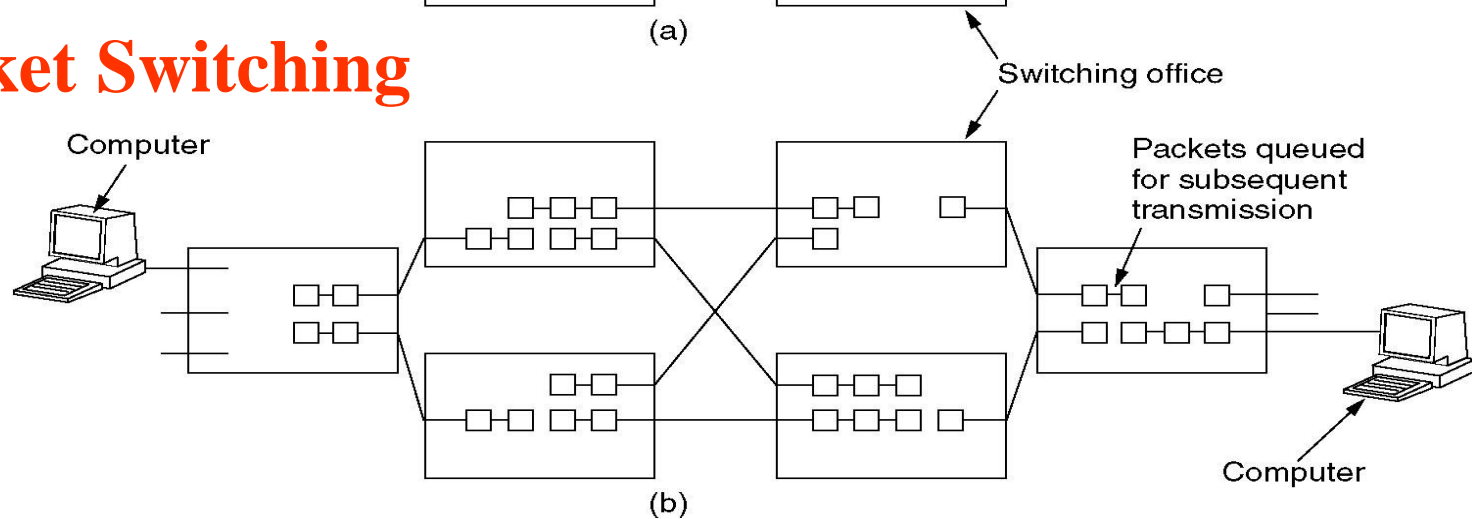 (a)
ket Switching
Switching office
Computer
Packets queued
for subsequent
transmission
Computer
(b)